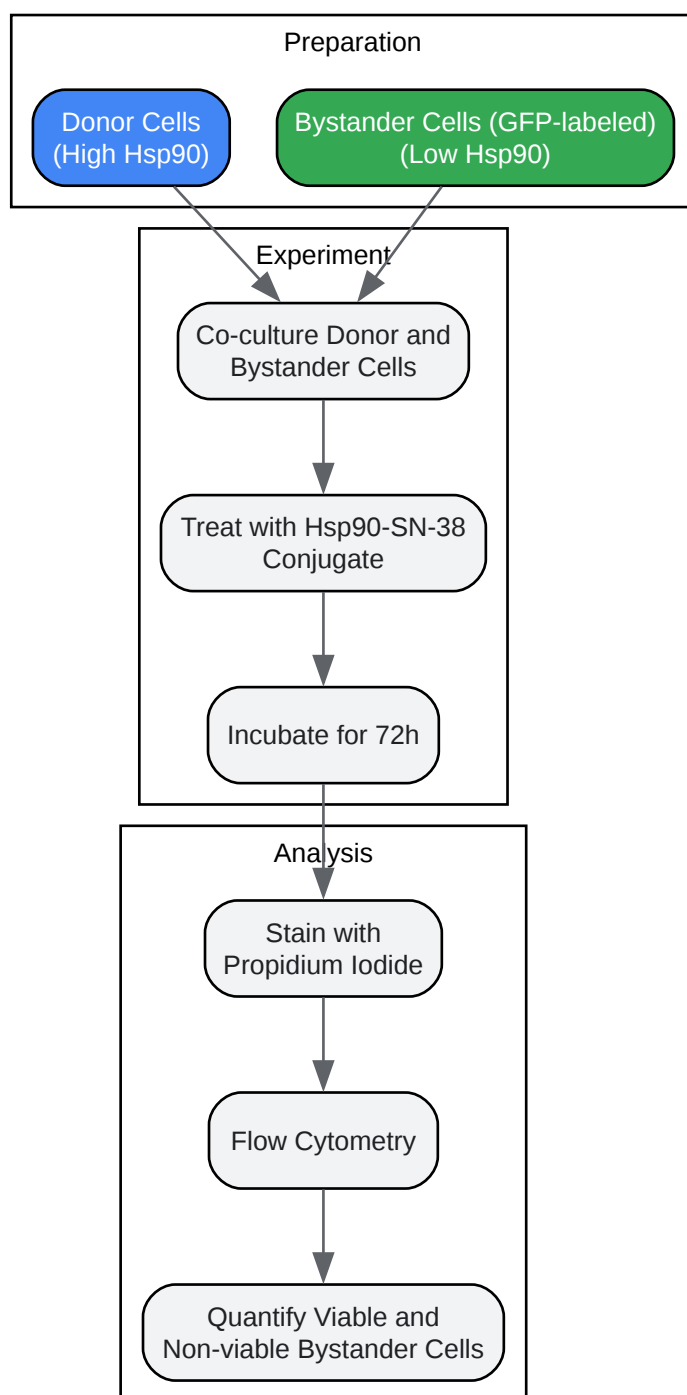 Preparation
Donor Cells
(High Hsp90)
Bystander Cells (GFP-labeled)
(Low Hsp90)
Experiment
Co-culture Donor and
Bystander Cells
Treat with Hsp90-SN-38
Conjugate
Incubate for 72h
Analysis
Stain with
Propidium Iodide
Flow Cytometry
Quantify Viable and
Non-viable Bystander Cells